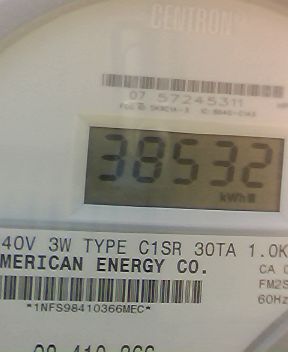 CENTRON
07 57245311
38532
kWh
40V 3W TYPE C1SR 30TA 1.0K
MERICAN ENERGY CO.
CA 0
FM2S
60Hz
*1NFS98410366MEC*